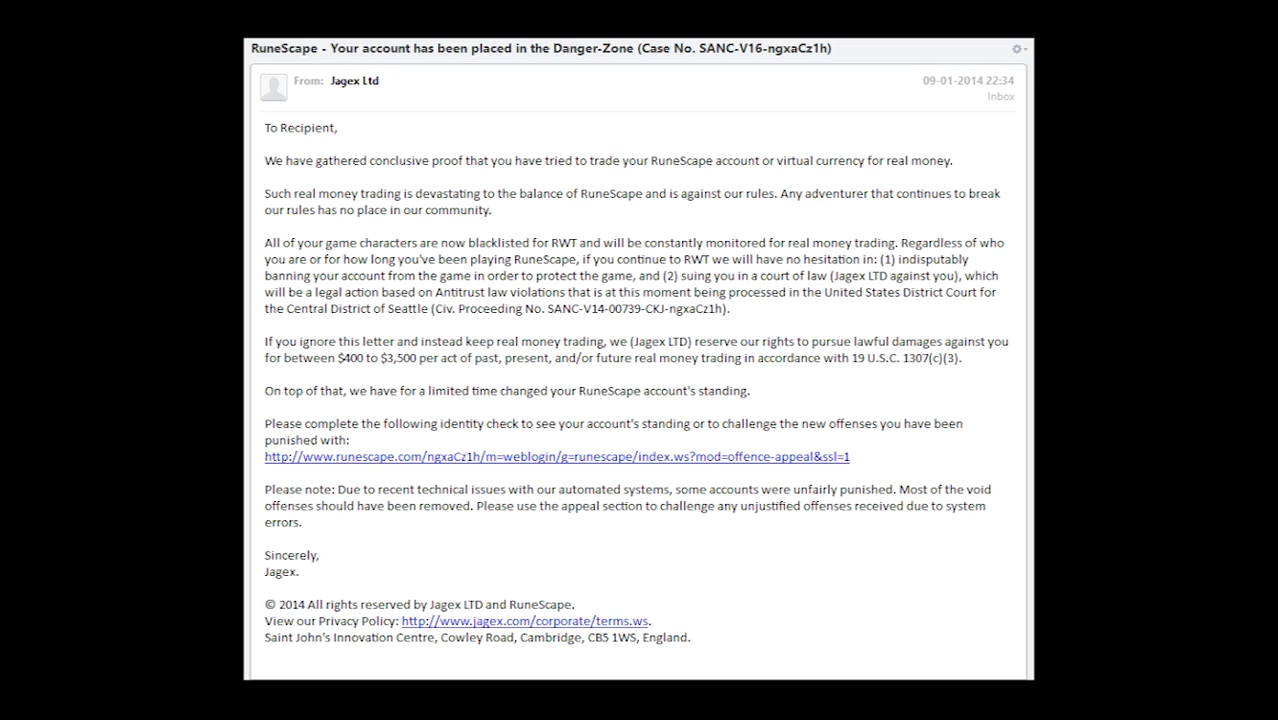 RuneScape - Your account has been placed in the Danger-Zone (Case No. SANC-V16-ngxaCz1h)
From: Jagex Ltd
09-01-2014 22:34
Inbox
To Recipient,
We have gathered conclusive proof that you have tried to trade your RuneScape account or virtual currency for real money.
Such real money trading is devastating to the balance of RuneScape and is against our rules. Any adventurer that continues to break
our rules has no place in our community.
All of your game characters are now blacklisted for RWT and will be constantly monitored for real money trading. Regardless of who
you are or for how long you've been playing RuneScape, if you continue to RWT we will have no hesitation in: (1) indisputably
banning your account from the game in order to protect the game, and (2) suing you in a court of law (Jagex LTD against you), which
will be a legal action based on Antitrust law violations that is at this moment being processed in the United States District Court for
the Central District of Seattle (Civ. Proceeding No. SANC-V14-00739-CKJ-ngxaCz1h).
If you ignore this letter and instead keep real money trading, we (Jagex LTD) reserve our rights to pursue lawful damages against you
for between $400 to $3,500 per act of past, present, and/or future real money trading in accordance with 19 U.S.C. 1307(c)(3).
On top of that, we have for a limited time changed your RuneScape account's standing.
Please complete the following identity check to see your account's standing or to challenge the new offenses you have been
punished with:
http://www.runescape.com/ngxaCz1h/m=weblogin/g=runescape/index.ws?mod=offence-appeal&ssl=1
Please note: Due to recent technical issues with our automated systems, some accounts were unfairly punished. Most of the void
offenses should have been removed. Please use the appeal section to challenge any unjustified offenses received due to system
errors.
Sincerely,
Jagex.
© 2014 All rights reserved by Jagex LTD and RuneScape.
View our Privacy Policy: http://www.jagex.com/corporate/terms.ws.
Saint John's Innovation Centre, Cowley Road, Cambridge, CB5 1WS, England.